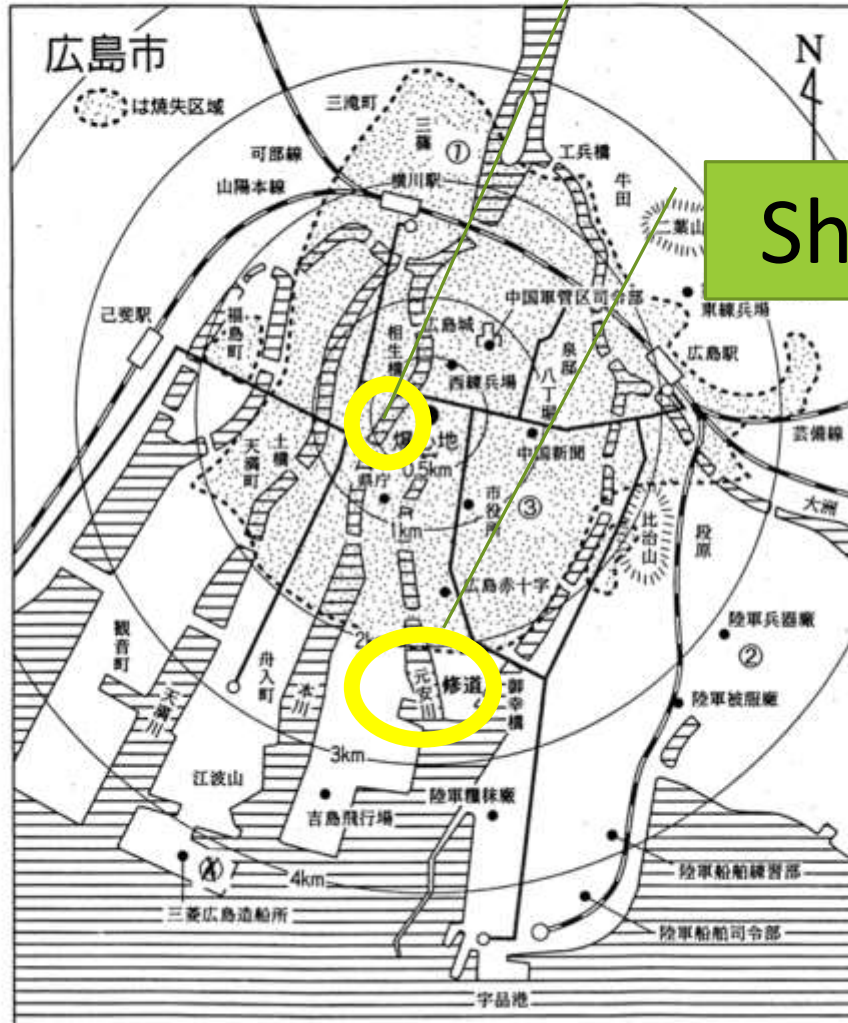 広島市
は焼失区域
N
三滝町
三篠
①
工兵橋
可部線
横川駅
牛田
山陽本線
二葉山
Sh
中国軍管区司令部
東練兵場
己斐駅
福島町
相生橋
広島城
泉邸
広島駅
西練兵場
八丁堀
芸備線
天満町
土橋
中国新聞
0.5km
県庁
市役所
③
大洲
1km
比治山
段原
広島赤十字
陸軍兵器廠
2k
②
観音町
舟入町
元安川
修道
御幸橋
陸軍被服廠
天満川
本川
3km
江波山
吉島飛行場
陸軍糧秣廠
4km
陸軍船舶練習部
三菱広島造船所
陸軍船舶司令部
宇品港